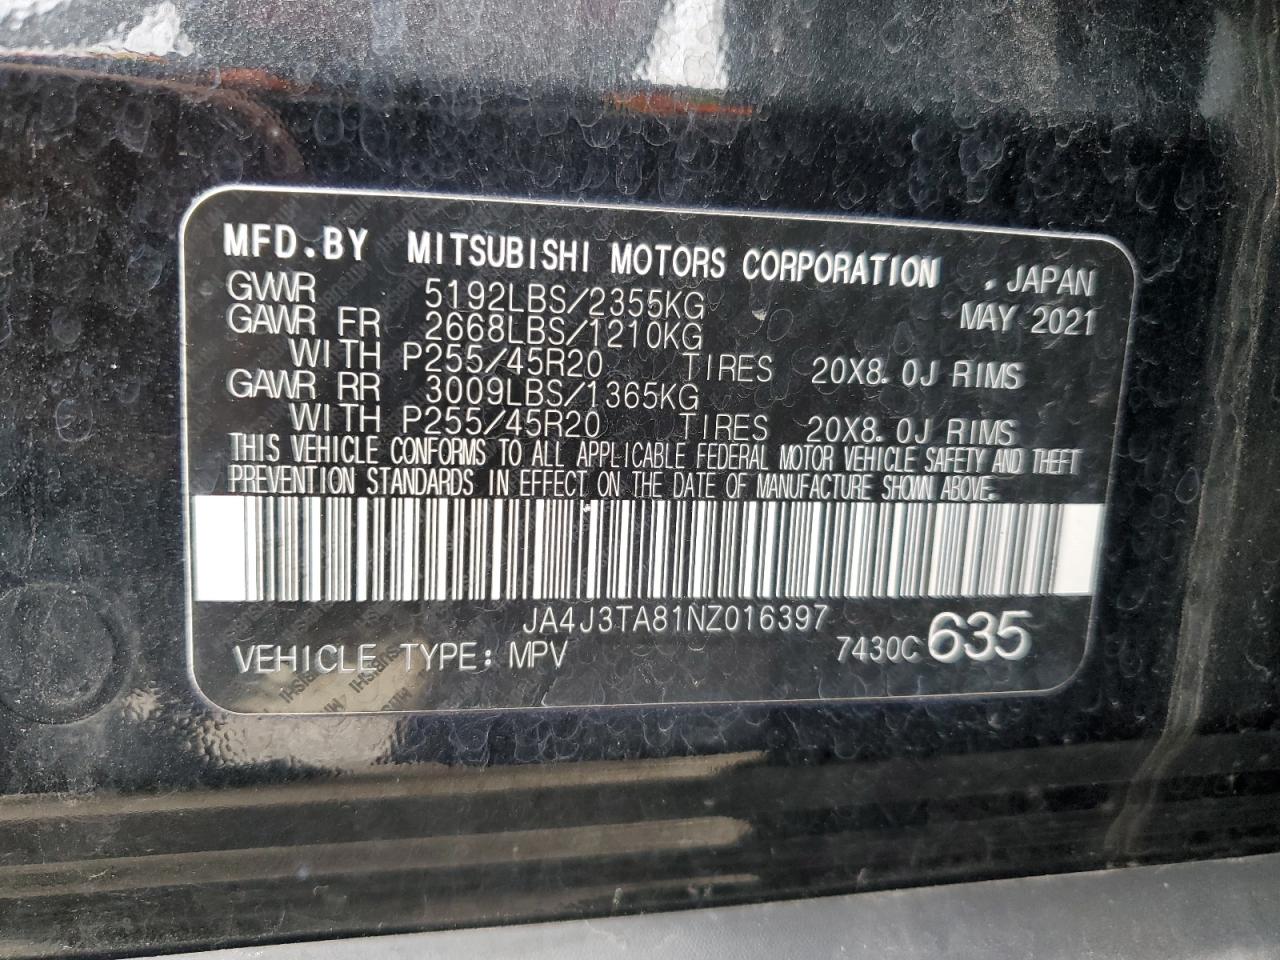 MFD.BY MITSUBISHI MOTORS CORPORATION , JAPAN
GVWR 5192LBS/2355KG MAY 2021
GAWR FR 2668LBS/1210KG
WITH P255/45R20 TIRES 20X8.0J RIMS
GAWR RR 3009LBS/1365KG
WITH P255/45R20 TIRES 20X8.0J RIMS
THIS VEHICLE CONFORMS TO ALL APPLICABLE FEDERAL MOTOR VEHICLE SAFETY AND THEFT
PREVENTION STANDARDS IN EFFECT ON THE DATE OF MANUFACTURE SHOWN ABOVE.
JA4J3TA81NZ016397
VEHICLE TYPE: MPV 7430C 635